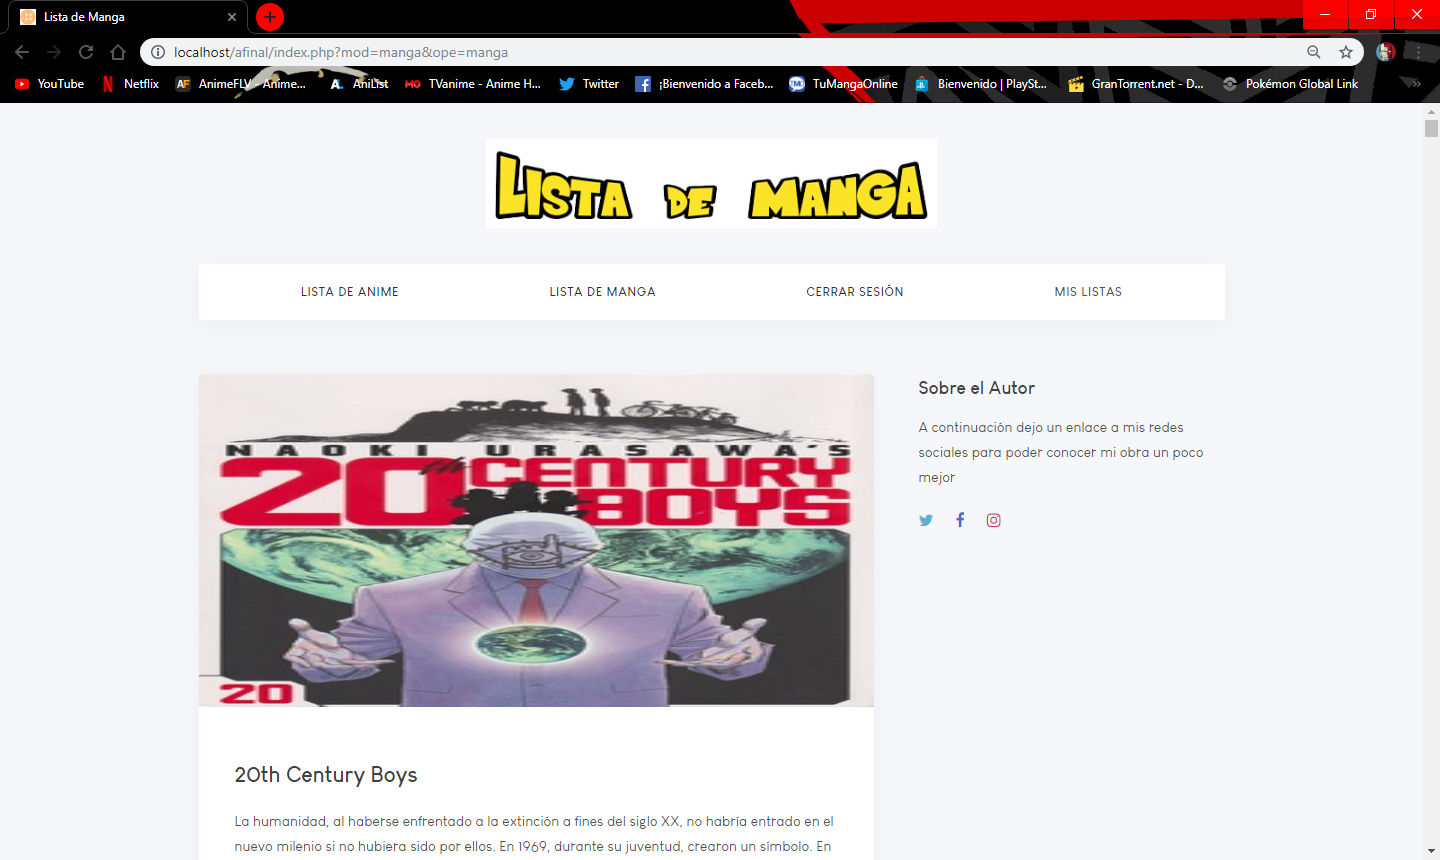 Lista de Manga
localhost/afinal/index.php?mod=manga&ope=manga
YouTube
Netflix
AnimeFLV - Anime...
AniList
TVanime - Anime H...
Twitter
¡Bienvenido a Faceb...
TuMangaOnline
Bienvenido | PlaySt...
GranTorrent.net - D...
Pokémon Global Link
LISTA DE MANGA
LISTA DE ANIME
LISTA DE MANGA
CERRAR SESIÓN
MIS LISTAS
NAOKI URASAWA'S
20th CENTURY
BOYS
20
Sobre el Autor
A continuación dejo un enlace a mis redes
sociales para poder conocer mi obra un poco
mejor
20th Century Boys
La humanidad, al haberse enfrentado a la extinción a fines del siglo XX, no habría entrado en el
nuevo milenio si no hubiera sido por ellos. En 1969, durante su juventud, crearon un símbolo. En